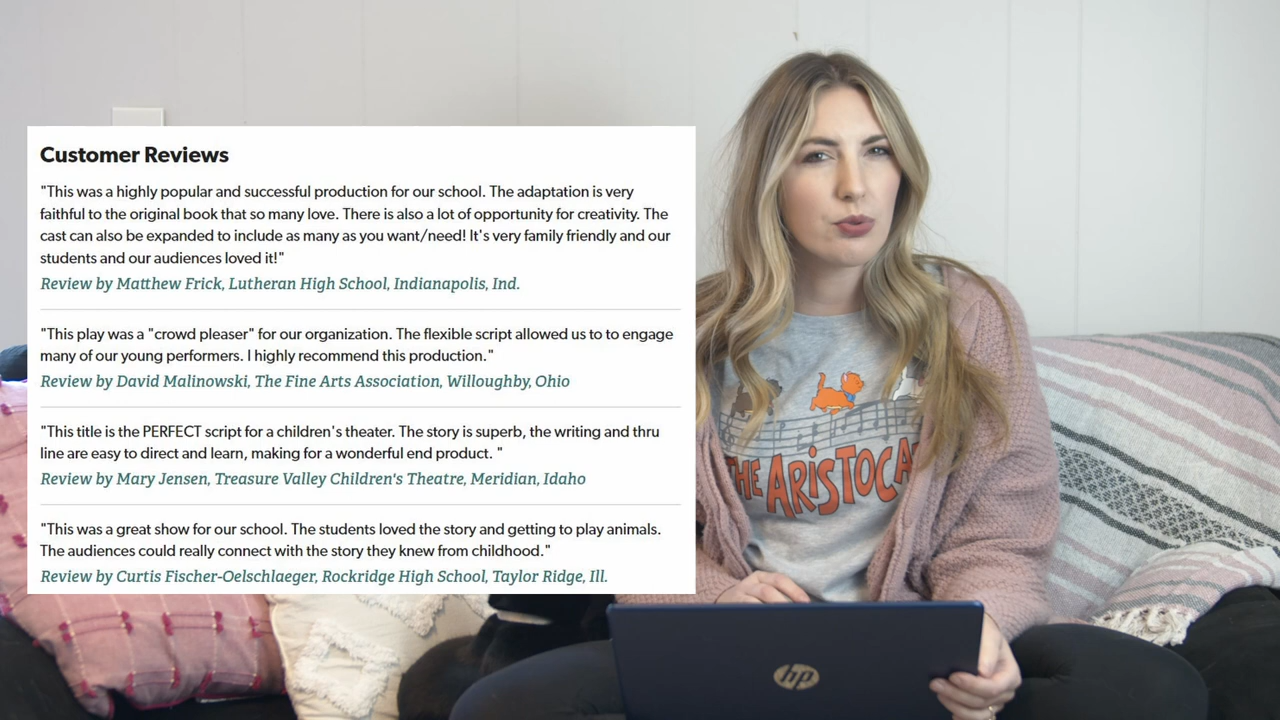 Customer Reviews
"This was a highly popular and successful production for our school. The adaptation is very
faithful to the original book that so many love. There is also a lot of opportunity for creativity. The
cast can also be expanded to include as many as you want/need! It's very family friendly and our
students and our audiences loved it!"
Review by Matthew Frick, Lutheran High School, Indianapolis, Ind.
"This play was a "crowd pleaser" for our organization. The flexible script allowed us to to engage
many of our young performers. I highly recommend this production."
Review by David Malinowski, The Fine Arts Association, Willoughby, Ohio
"This title is the PERFECT script for a children's theater. The story is superb, the writing and thru
line are easy to direct and learn, making for a wonderful end product. "
Review by Mary Jensen, Treasure Valley Children's Theatre, Meridian, Idaho
"This was a great show for our school. The students loved the story and getting to play animals.
The audiences could really connect with the story they knew from childhood."
Review by Curtis Fischer-Oelschlaeger, Rockridge High School, Taylor Ridge, Ill.
THE ARISTOCA
hp